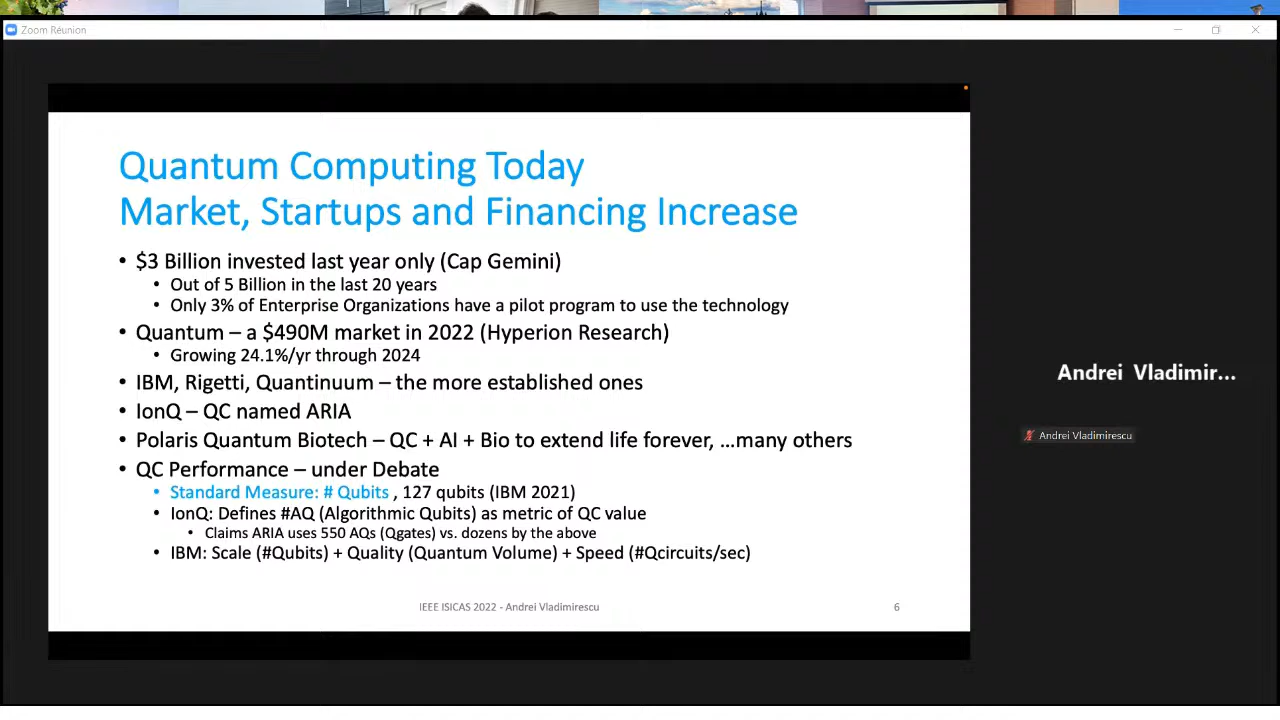 Zoom Réunion
Quantum Computing Today
Market, Startups and Financing Increase
• $3 Billion invested last year only (Cap Gemini)
• Out of 5 Billion in the last 20 years
• Only 3% of Enterprise Organizations have a pilot program to use the technology
• Quantum – a $490M market in 2022 (Hyperion Research)
• Growing 24.1%/yr through 2024
• IBM, Rigetti, Quantinuum – the more established ones
• IonQ – QC named ARIA
• Polaris Quantum Biotech – QC + AI + Bio to extend life forever, …many others
• QC Performance – under Debate
• Standard Measure: # Qubits , 127 qubits (IBM 2021)
• IonQ: Defines #AQ (Algorithmic Qubits) as metric of QC value
• Claims ARIA uses 550 AQs (Qgates) vs. dozens by the above
• IBM: Scale (#Qubits) + Quality (Quantum Volume) + Speed (#Qcircuits/sec)
IEEE ISICAS 2022 - Andrei Vladimirescu
6
Andrei Vladimir...
Andrei Vladimirescu